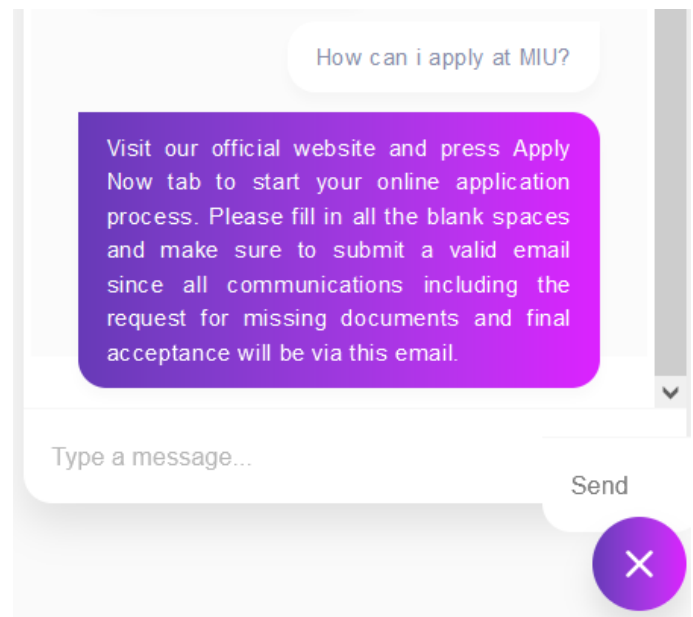 How can i apply at MIU?
Visit our official website and press Apply
Now tab to start your online application
process. Please fill in all the blank spaces
and make sure to submit a valid email
since all communications including the
request for missing documents and final
acceptance will be via this email.
Type a message...
Send